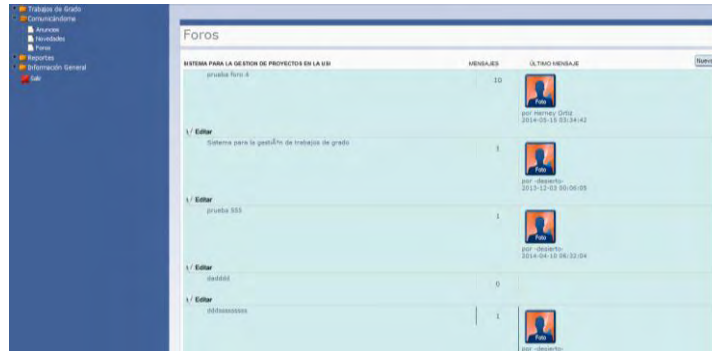 Trabajos de Grado
Comunicándome
Anuncios
Novedades
Foros
Reportes
Información General
Salir
Foros
SISTEMA PARA LA GESTION DE PROYECTOS EN LA USI
MENSAJES
ÚLTIMO MENSAJE
Nuevo
prueba foro 4
10
Foto
por Harney Ortiz
2014-05-15 03:34:42
Editar
Sistema para la gestiÃ³n de trabajos de grado
1
Foto
por -desierto-
2013-12-03 00:06:05
Editar
prueba 555
1
Foto
por -desierto-
2014-04-10 06:32:04
Editar
0
Editar
1
Foto
por -desierto-